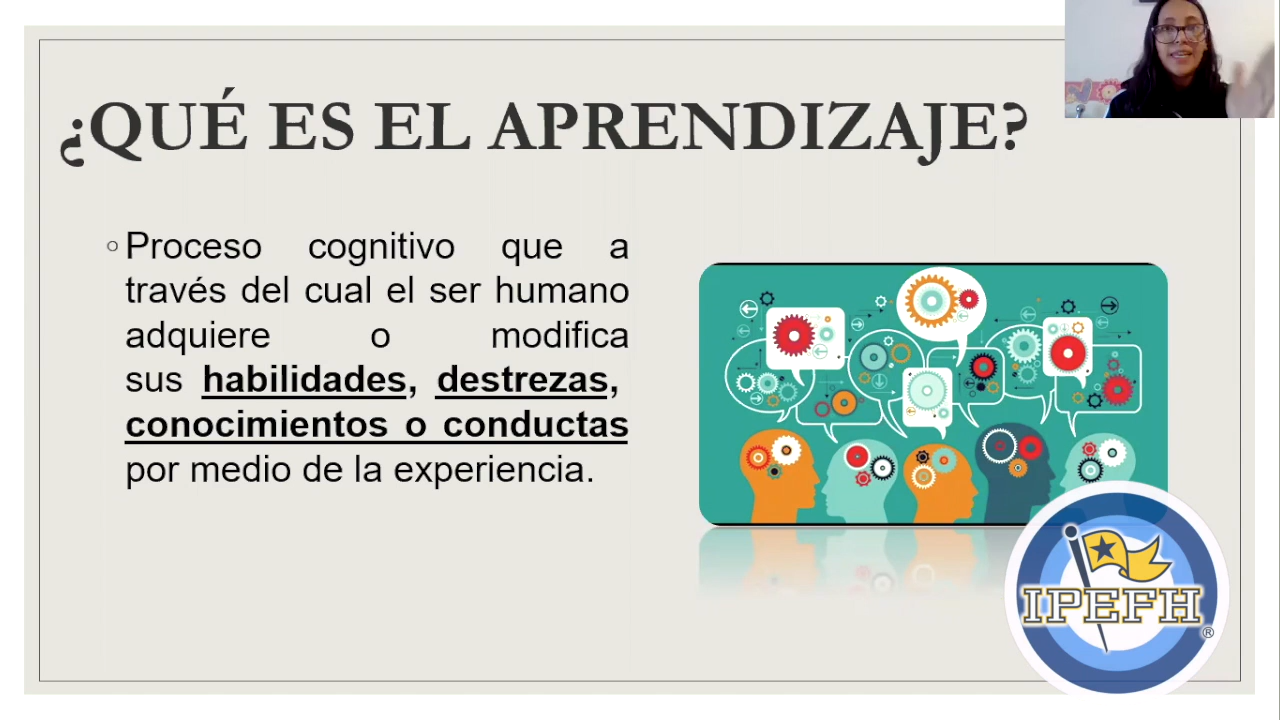 ¿QUÉ ES EL APRENDIZAJE?
◦Proceso cognitivo que a
través del cual el ser humano
adquiere o modifica
sus habilidades, destrezas,
conocimientos o conductas
por medio de la experiencia.
IPEFH
®